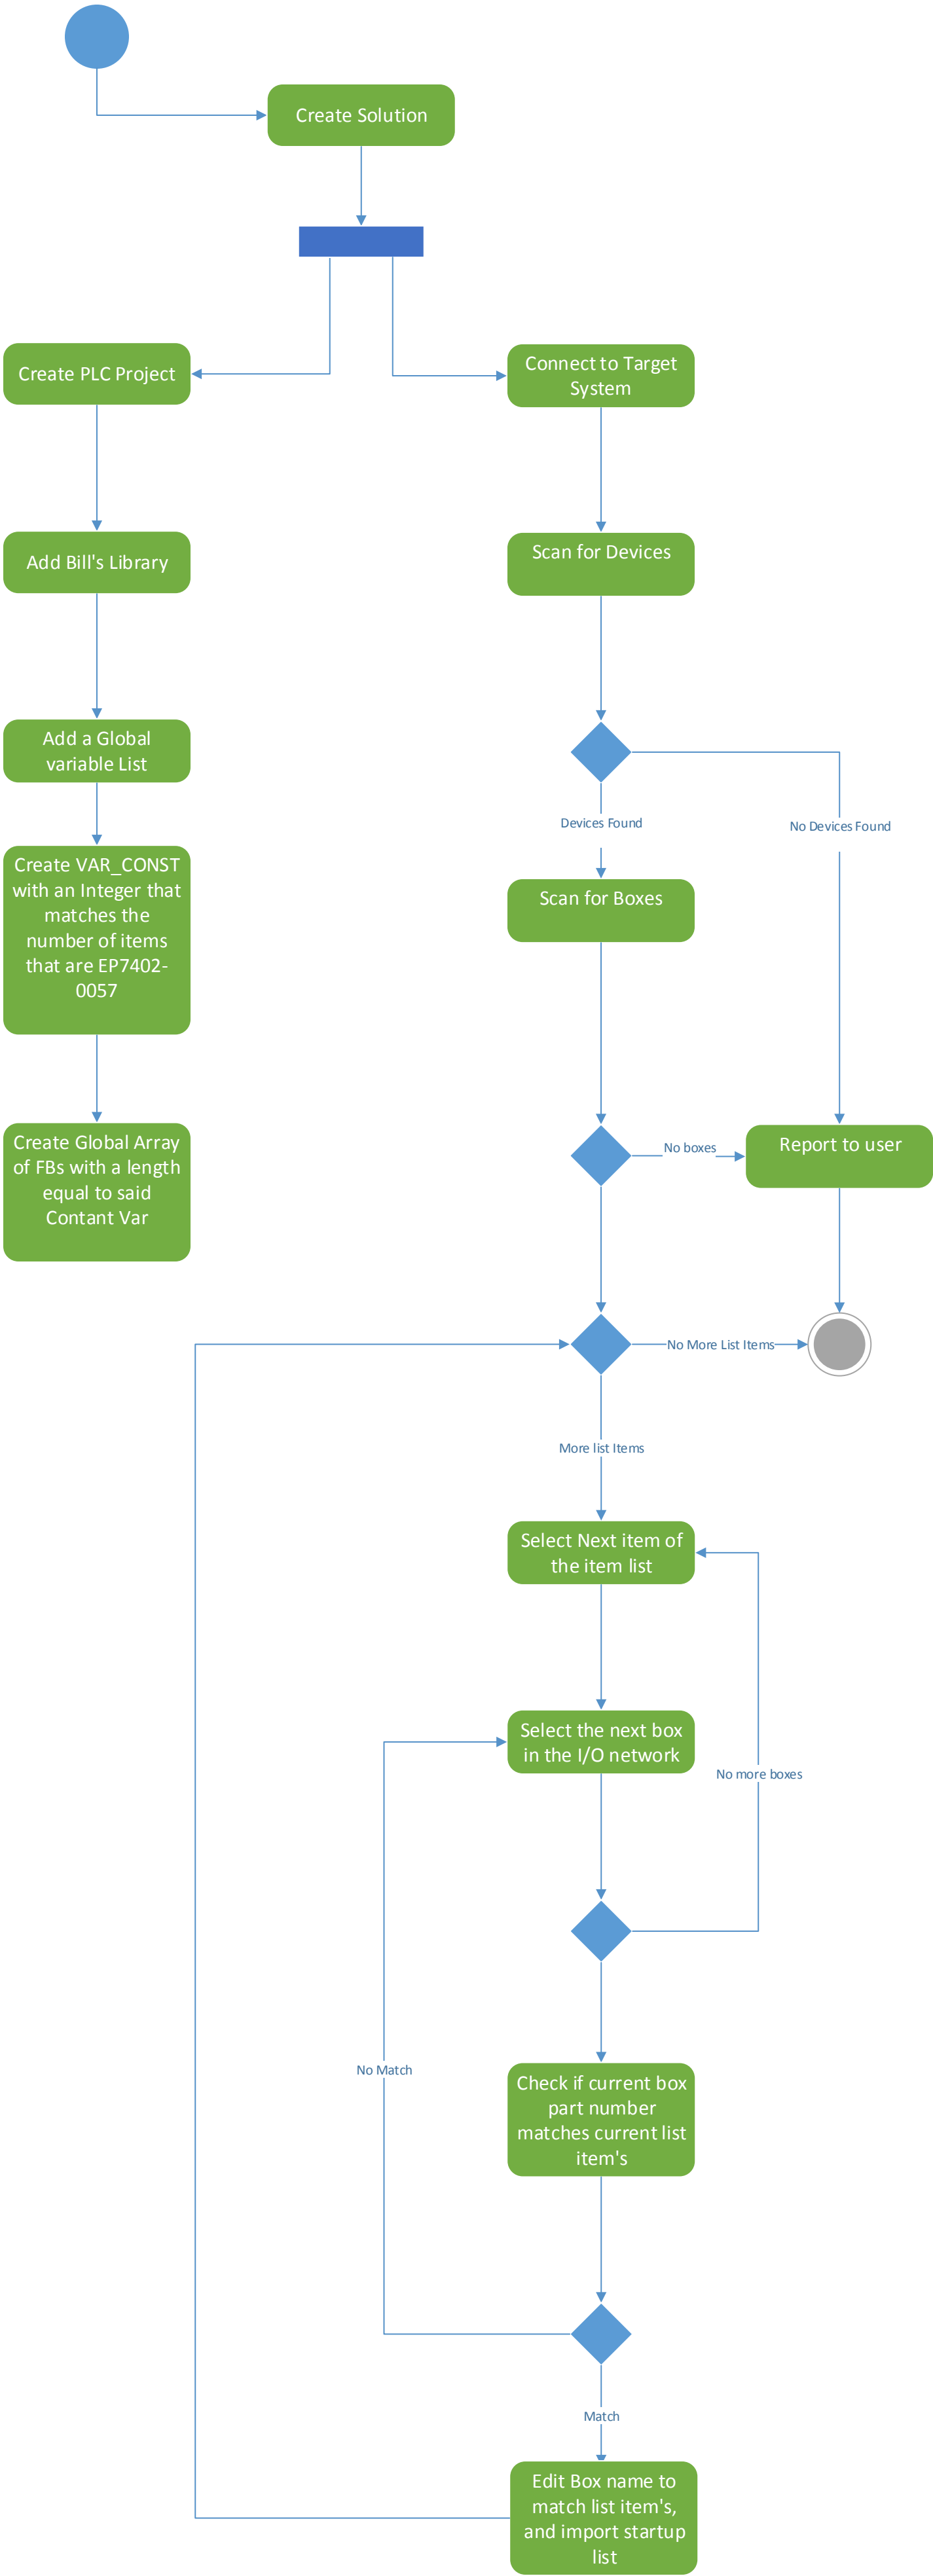 Create Solution
Create PLC Project
Connect to Target
System
Add Bill's Library
Scan for Devices
Add a Global
variable List
Devices Found
No Devices Found
Create VAR_CONST
with an Integer that
matches the
number of items
that are EP7402-
0057
Scan for Boxes
Create Global Array
of FBs with a length
equal to said
Contant Var
No boxes
Report to user
No More List Items
More list Items
Select Next item of
the item list
Select the next box
in the I/O network
No more boxes
No Match
Check if current box
part number
matches current list
item's
Match
Edit Box name to
match list item's,
and import startup
list